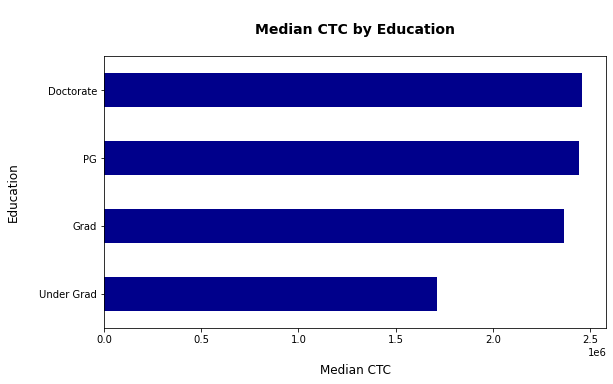 Median CTC by Education
Education
Doctorate
PG
Grad
Under Grad
0.0 0.5 1.0 1.5 2.0 2.5
1e6
Median CTC